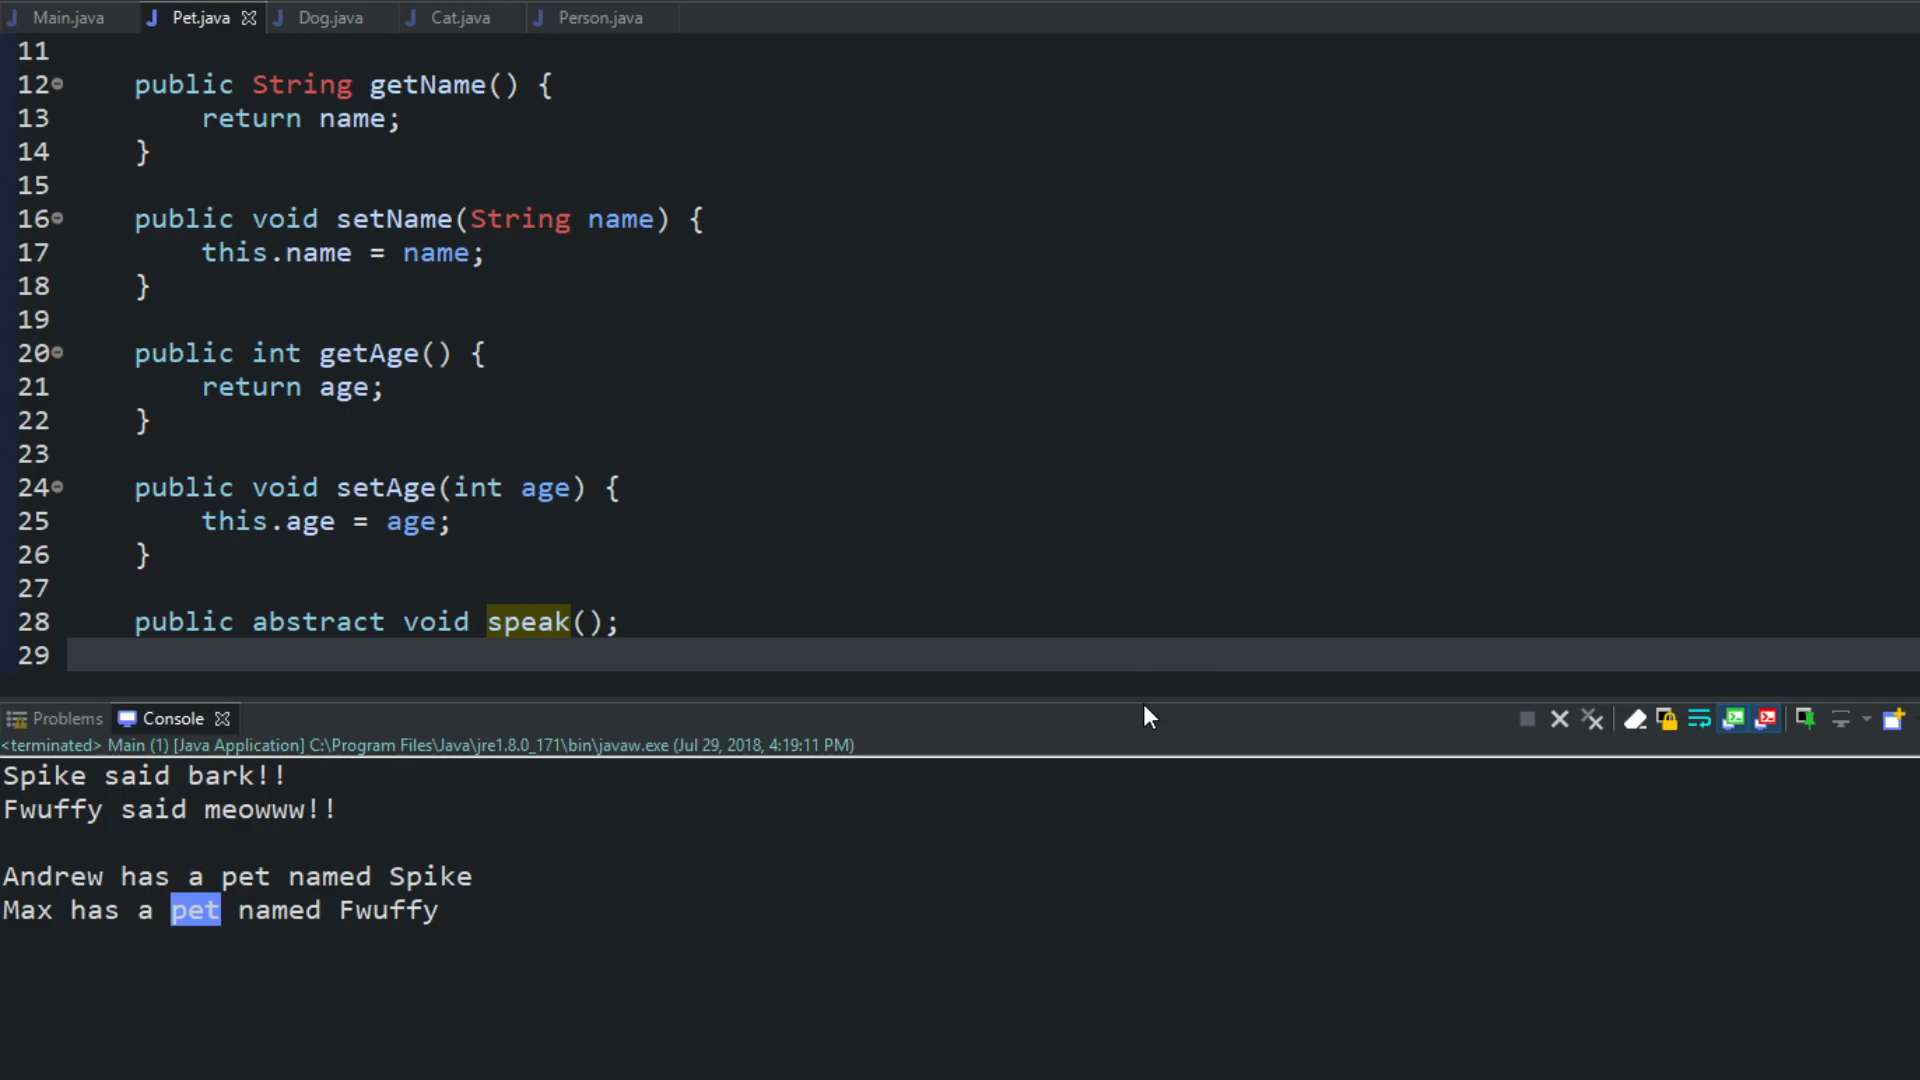 Main.java Pet.java Dog.java Cat.java Person.java
11
12 public String getName() {
13 return name;
14 }
15
16 public void setName(String name) {
17 this.name = name;
18 }
19
20 public int getAge() {
21 return age;
22 }
23
24 public void setAge(int age) {
25 this.age = age;
26 }
27
28 public abstract void speak();
29
Problems Console
<terminated> Main (1) [Java Application] C:\Program Files\Java\jre1.8.0_171\bin\javaw.exe (Jul 29, 2018, 4:19:11 PM)
Spike said bark!!
Fwuffy said meowww!!
Andrew has a pet named Spike
Max has a pet named Fwuffy